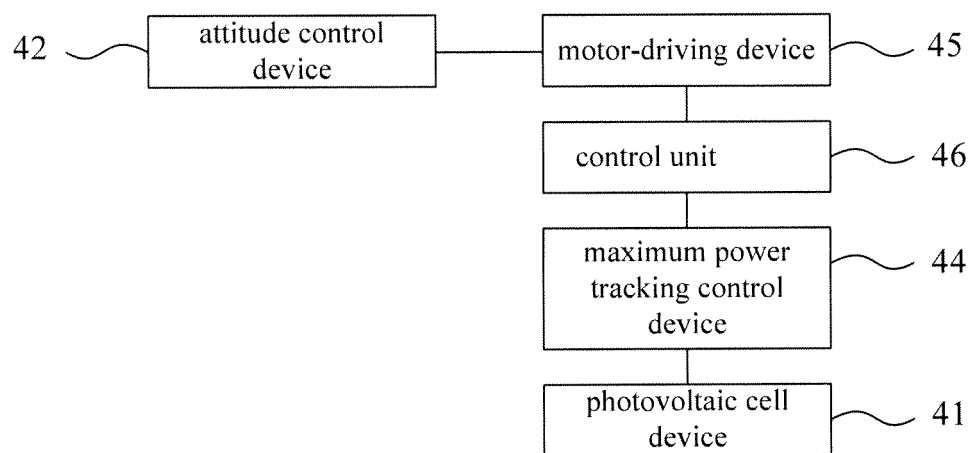 42
attitude control
device
motor-driving device
45
control unit
46
maximum power
tracking control
device
44
photovoltaic cell
device
41